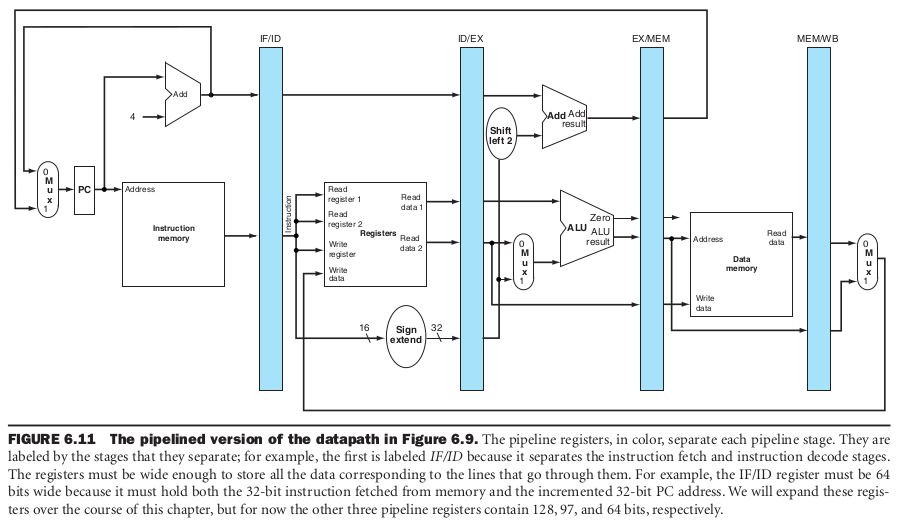 IF/ID
ID/EX
EX/MEM
MEM/WB
Add
4
Add Add
result
Shift
left 2
0
M
u
x
1
PC
Address
Instruction
memory
Instruction
Read
register 1
Read
register 2
Write
register
Write
data
Registers
Read
data 1
Read
data 2
0
M
u
x
1
Zero
ALU ALU
result
Address
Data
memory
Read
data
Write
data
0
M
u
x
1
16
Sign
extend
32
FIGURE 6.11 The pipelined version of the datapath in Figure 6.9. The pipeline registers, in color, separate each pipeline stage. They are
labeled by the stages that they separate; for example, the first is labeled IF/ID because it separates the instruction fetch and instruction decode stages.
The registers must be wide enough to store all the data corresponding to the lines that go through them. For example, the IF/ID register must be 64
bits wide because it must hold both the 32-bit instruction fetched from memory and the incremented 32-bit PC address. We will expand these regis-
ters over the course of this chapter, but for now the other three pipeline registers contain 128, 97, and 64 bits, respectively.